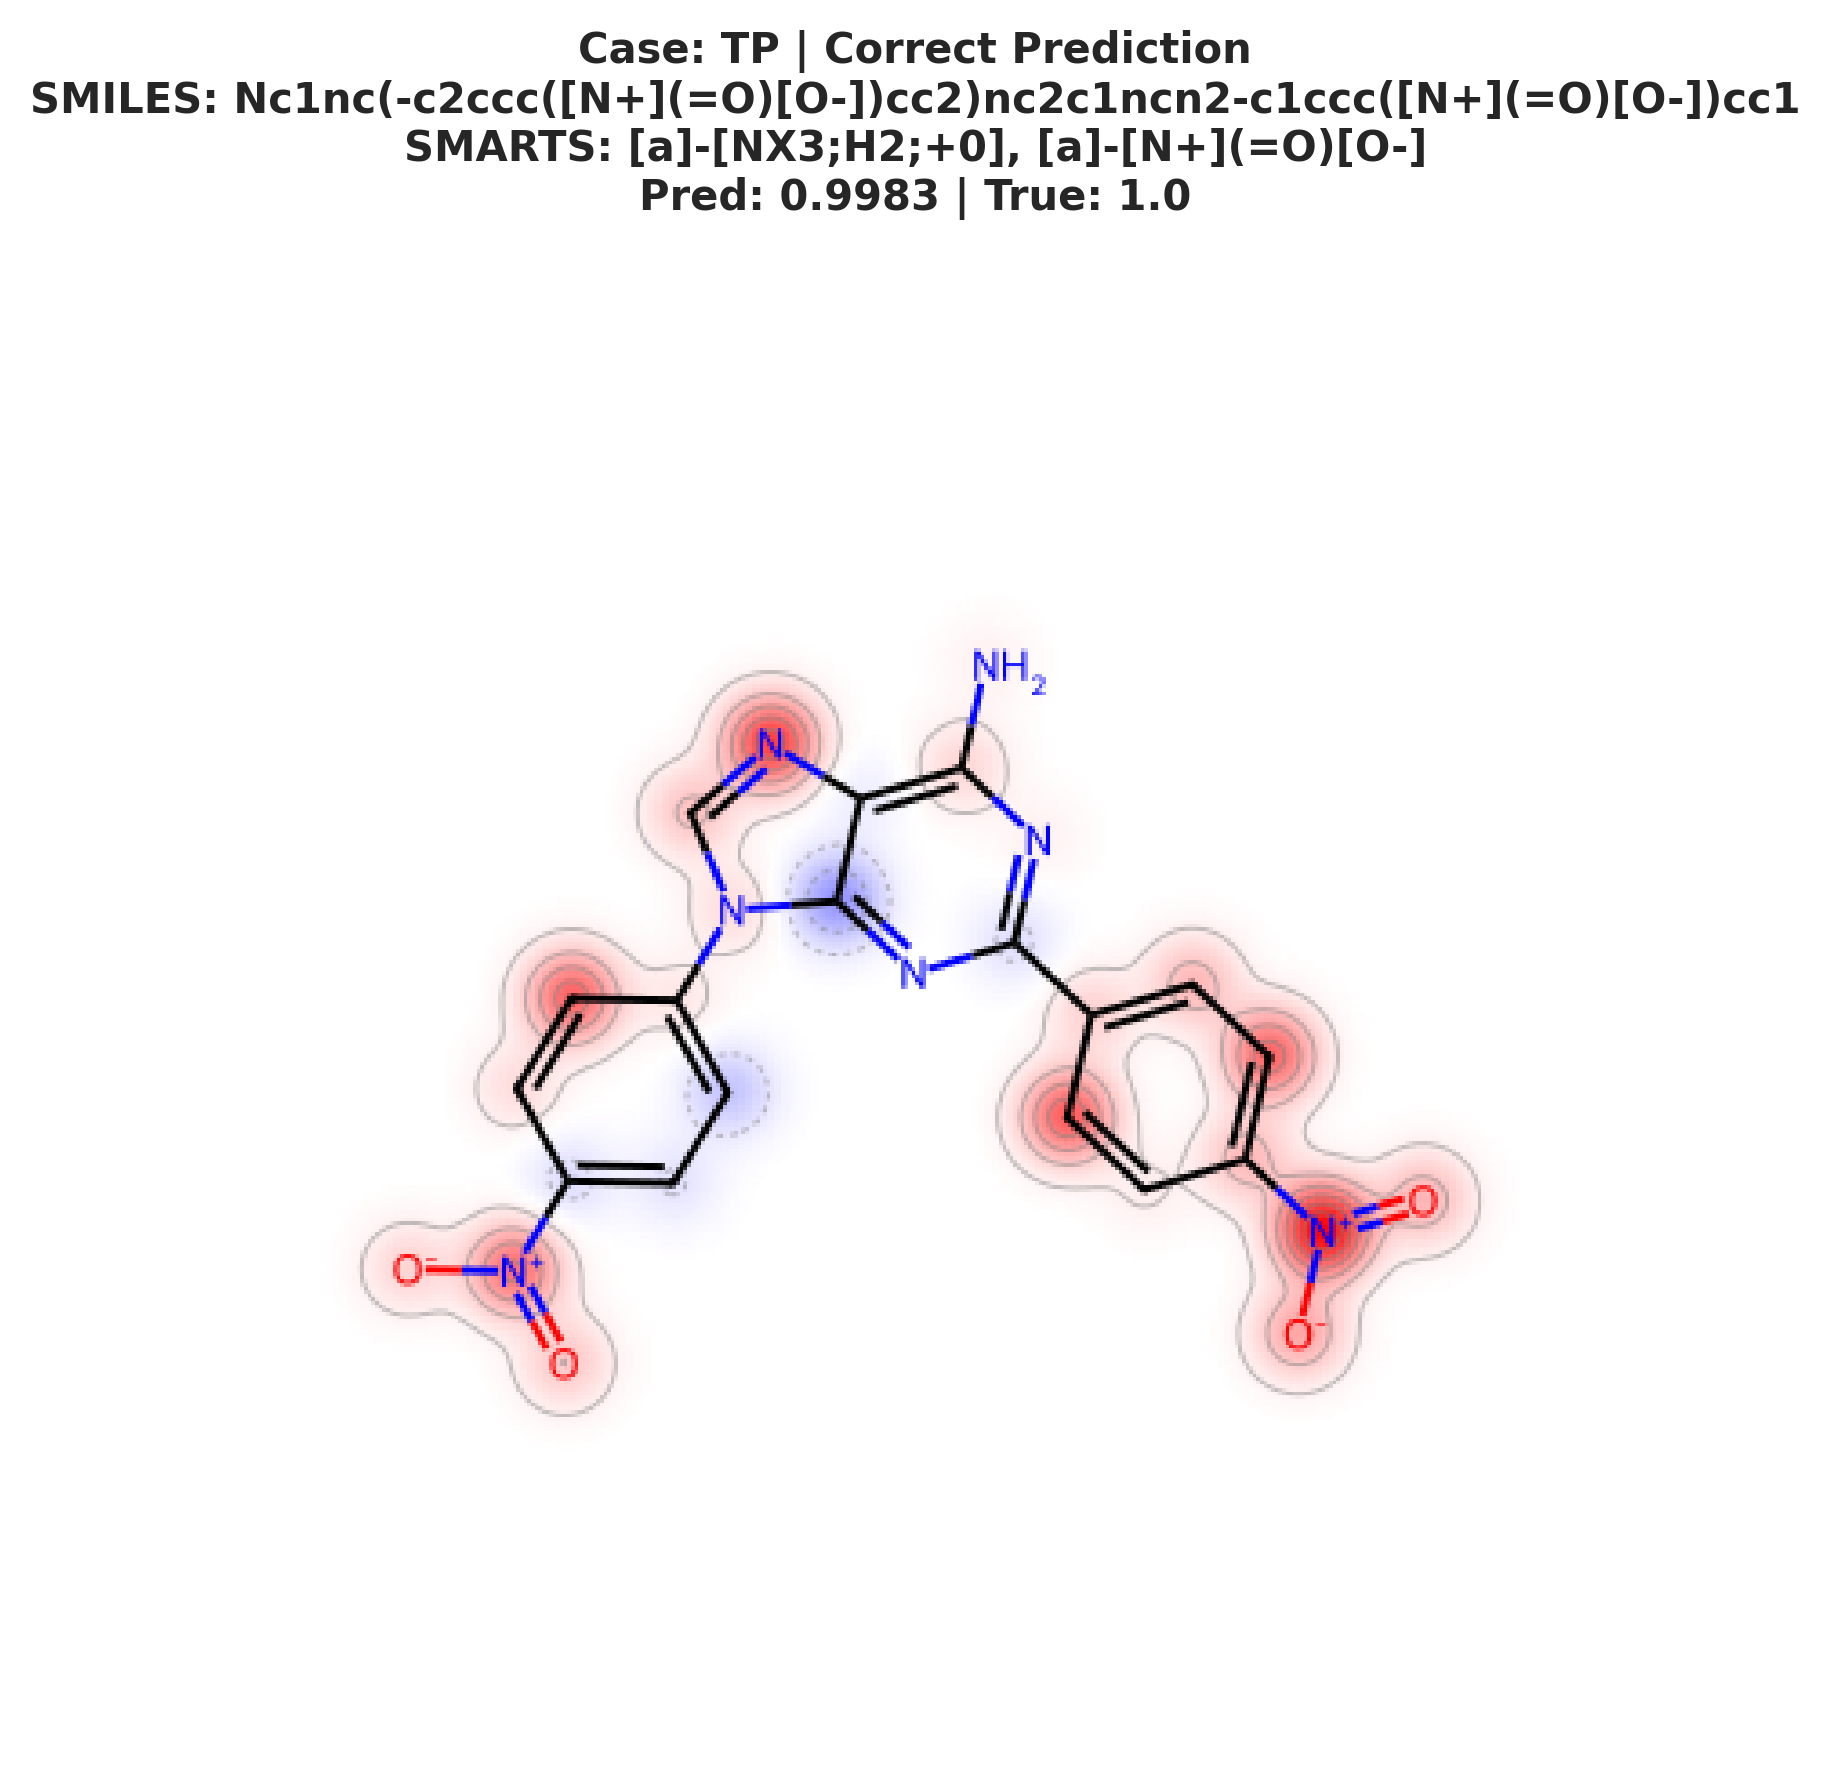 Case: TP | Correct Prediction
SMILES: Nc1nc(-c2ccc([N+](=O)[O-])cc2)nc2c1ncn2-c1ccc([N+](=O)[O-])cc1
SMARTS: [a]-[NX3;H2;+0], [a]-[N+](=O)[O-]
Pred: 0.9983 | True: 1.0
NH2
N
N
N
N
O⁻ N⁺
O
N⁺ O
O⁻